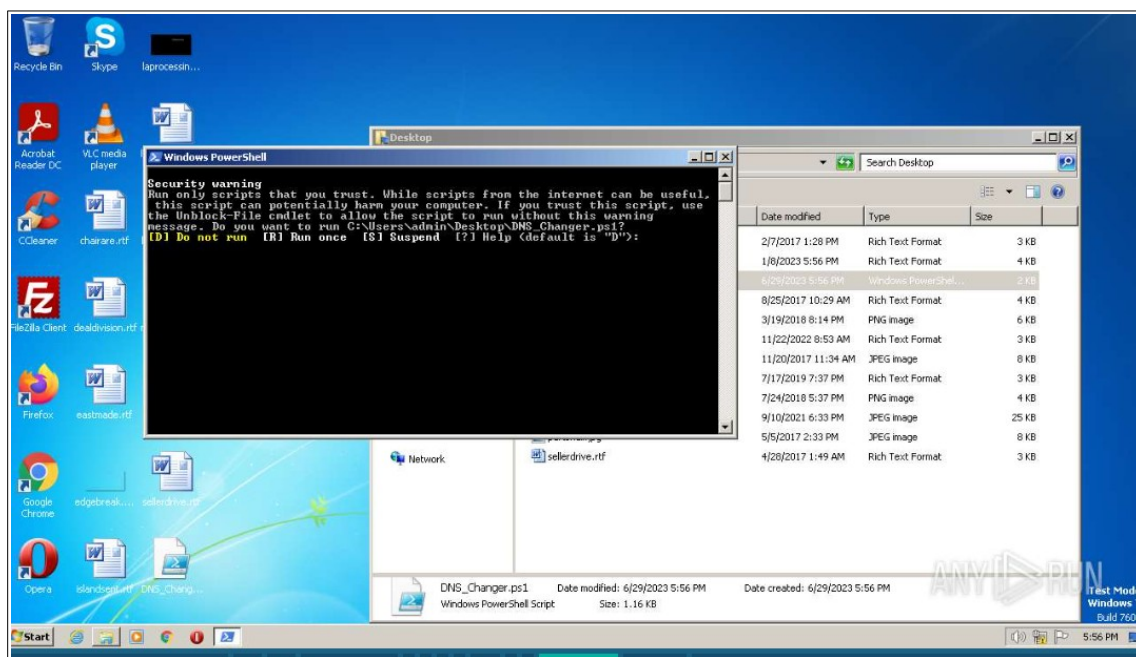 Recycle Bin
Skype
laprocessin...
Acrobat
Reader DC
VLC media
player
CCleaner
chairare.rtf
FileZilla Client
dealdivision.rtf
Firefox
eastmade.rtf
Google
Chrome
edgebreak....
sellerdrive.rtf
Opera
islandsent.rtf
DNS_Chang...
Desktop
Search Desktop
Windows PowerShell
Security warning
Run only scripts that you trust. While scripts from the internet can be useful,
this script can potentially harm your computer. If you trust this script, use
the Unblock-File cmdlet to allow the script to run without this warning
message. Do you want to run C:\Users\admin\Desktop\DNS_Changer.ps1?
[D] Do not run [R] Run once [S] Suspend [?] Help (default is "D"):
Date modified Type Size
2/7/2017 1:28 PM Rich Text Format 3 KB
1/8/2023 5:56 PM Rich Text Format 4 KB
6/29/2023 5:56 PM Windows PowerShel... 2 KB
8/25/2017 10:29 AM Rich Text Format 4 KB
3/19/2018 8:14 PM PNG image 6 KB
11/22/2022 8:53 AM Rich Text Format 3 KB
11/20/2017 11:34 AM JPEG image 8 KB
7/17/2019 7:37 PM Rich Text Format 3 KB
7/24/2018 5:37 PM PNG image 4 KB
9/10/2021 6:33 PM JPEG image 25 KB
5/5/2017 2:33 PM JPEG image 8 KB
Network
sellerdrive.rtf 4/28/2017 1:49 AM Rich Text Format 3 KB
DNS_Changer.ps1 Date modified: 6/29/2023 5:56 PM Date created: 6/29/2023 5:56 PM
Windows PowerShell Script Size: 1.16 KB
ANY RUN
Test Mod
Windows
Build 760
Start
5:56 PM